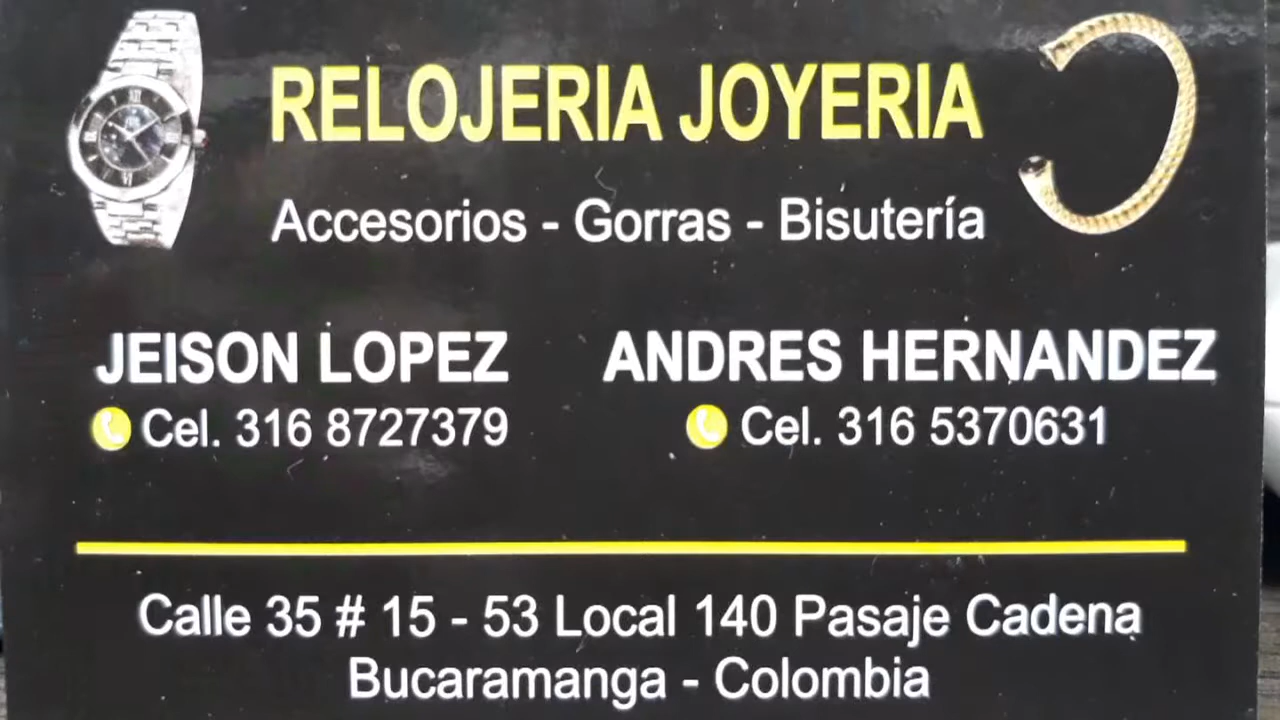 RELOJERIA JOYERIA
Accesorios - Gorras - Bisutería
JEISON LOPEZ
Cel. 316 8727379
ANDRES HERNANDEZ
Cel. 316 5370631
Calle 35 # 15 - 53 Local 140 Pasaje Cadena
Bucaramanga - Colombia